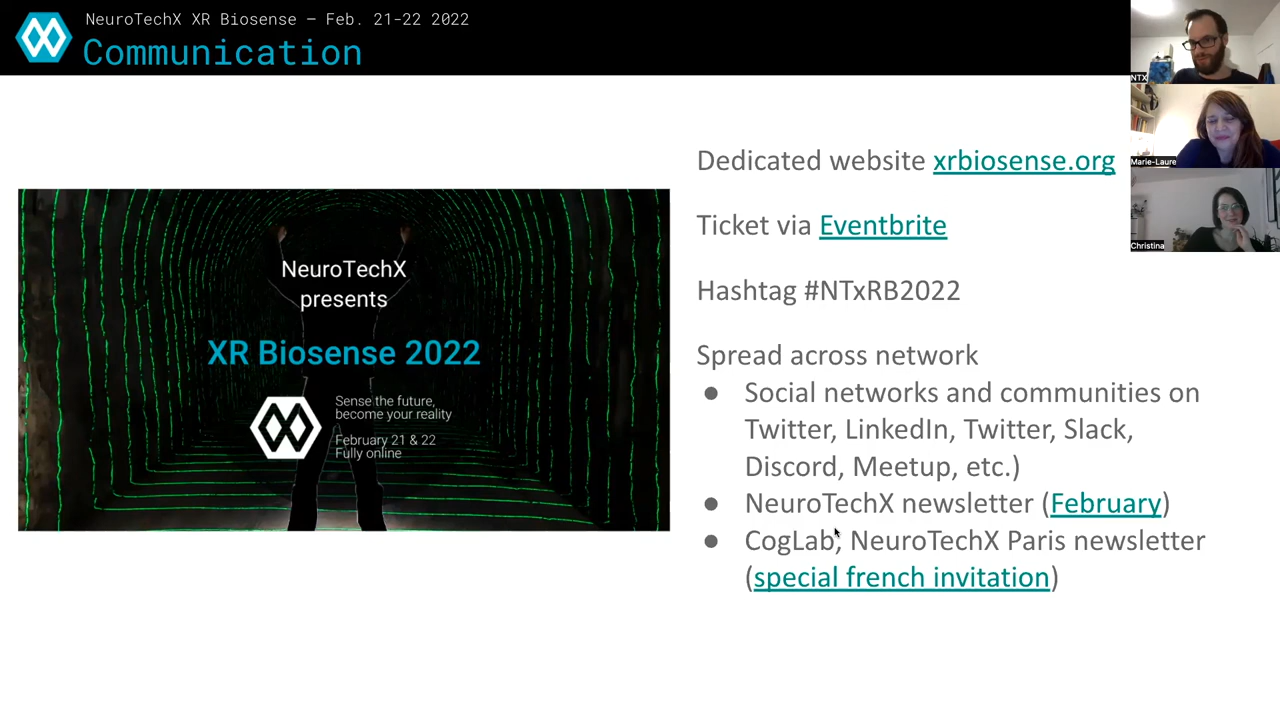 NeuroTechX XR Biosense – Feb. 21-22 2022
Communication
NTX
Marie-Laure
Christina
NeuroTechX
presents
XR Biosense 2022
Sense the future,
become your reality
February 21 & 22
Fully online
Dedicated website xrbiosense.org
Ticket via Eventbrite
Hashtag #NTxRB2022
Spread across network
● Social networks and communities on
Twitter, LinkedIn, Twitter, Slack,
Discord, Meetup, etc.)
● NeuroTechX newsletter (February)
● CogLab, NeuroTechX Paris newsletter
(special french invitation)